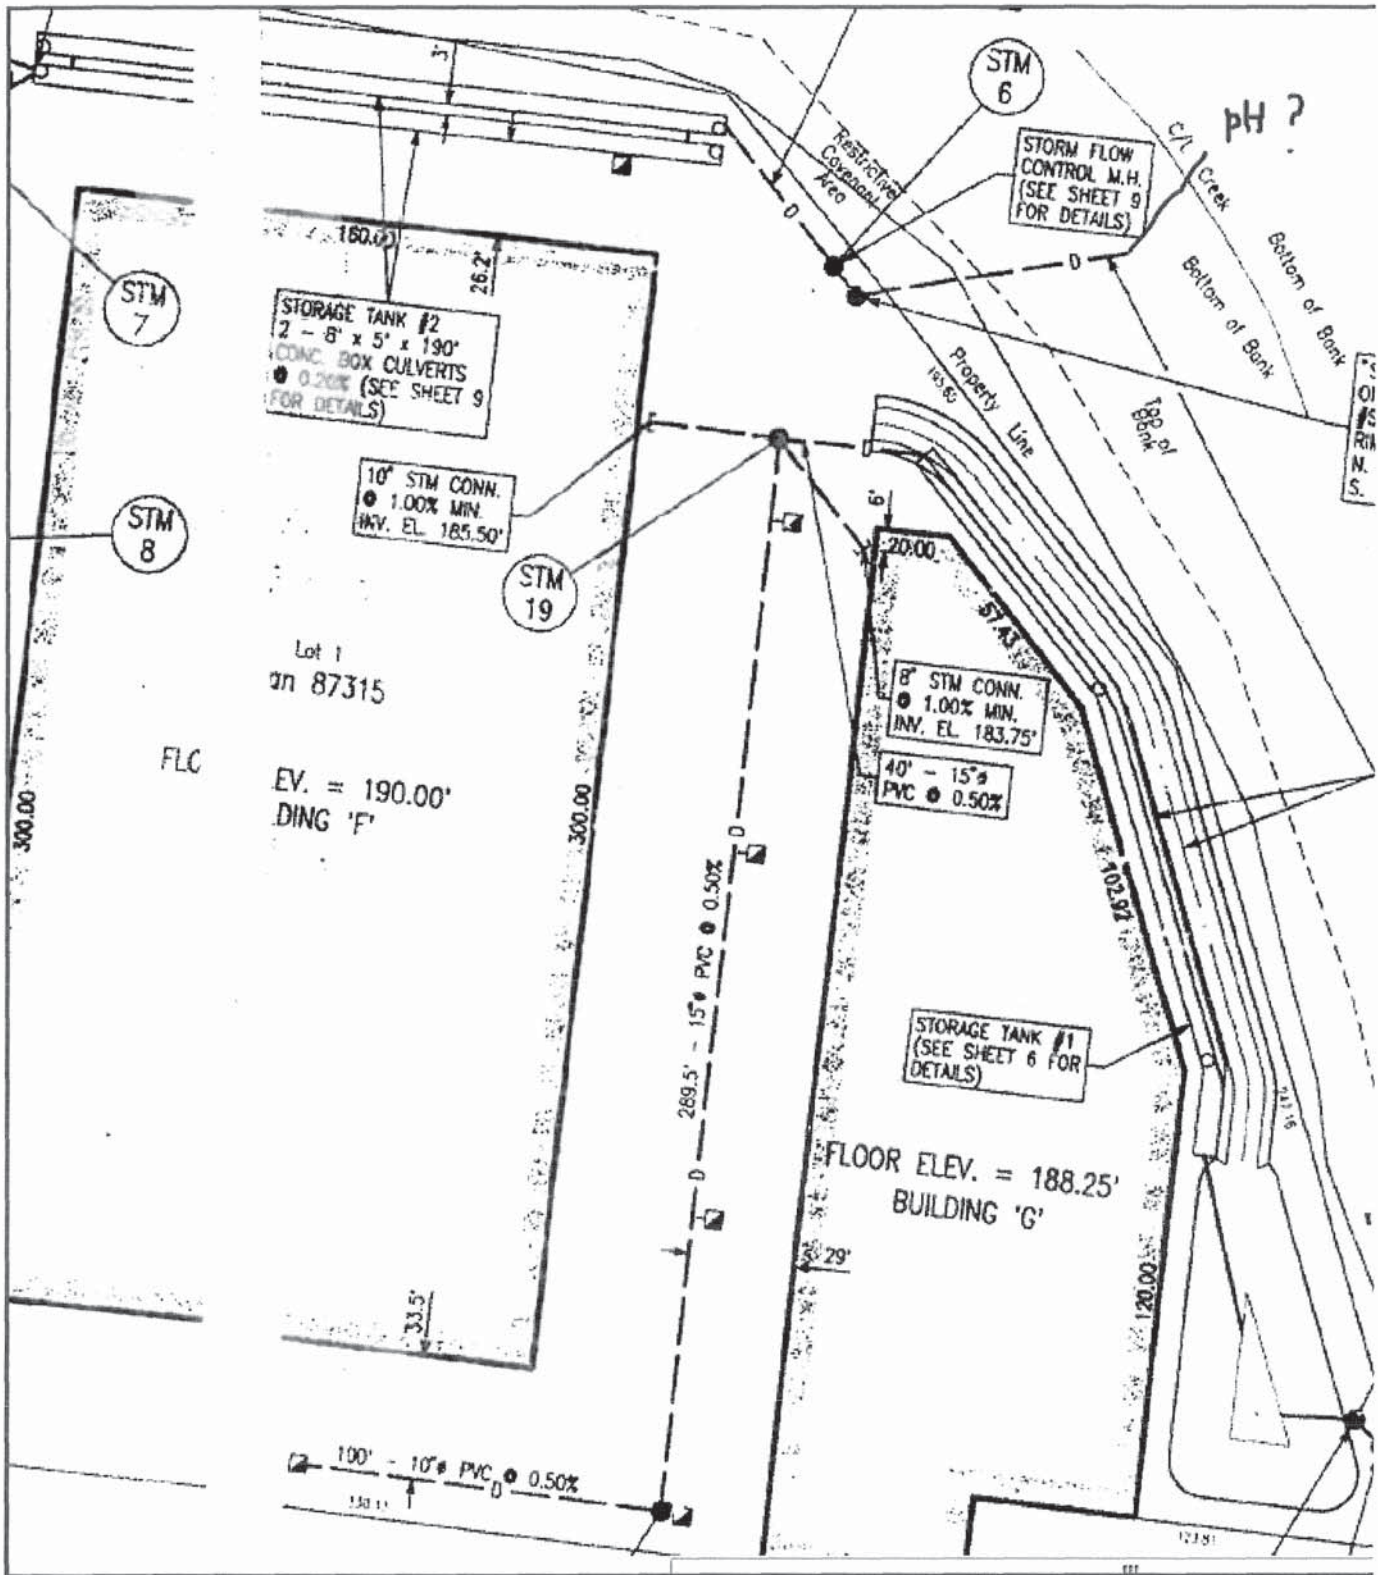 3'
STM
6
pH ?
STORM FLOW
CONTROL M.H.
(SEE SHEET 9
FOR DETAILS)
Restrictive
Covenant
Area
C/L Creek
Bottom of Bank
Bottom of Bank
Top of
Bank
Property Line
D
D
STM
7
160.00
26.2'
STORAGE TANK #2
2 - 8' x 5' x 190'
CONC. BOX CULVERTS
@ 0.20% (SEE SHEET 9
FOR DETAILS)
N.
S.
10" STM CONN.
@ 1.00% MIN.
INV. EL. 185.50'
STM
8
STM
19
6'
20.00
57.43
Lot 1
an 87315
8" STM CONN.
@ 1.00% MIN.
INV. EL. 183.75'
40' - 15"ø
PVC @ 0.50%
FLO
EV. = 190.00'
DING 'F'
300.00
300.00
D
102.92
289.5' - 15"ø PVC @ 0.50%
D
STORAGE TANK #1
(SEE SHEET 6 FOR
DETAILS)
FLOOR ELEV. = 188.25'
BUILDING 'G'
29'
120.00
33.5'
100' - 10"ø PVC @ 0.50%
D
123.81